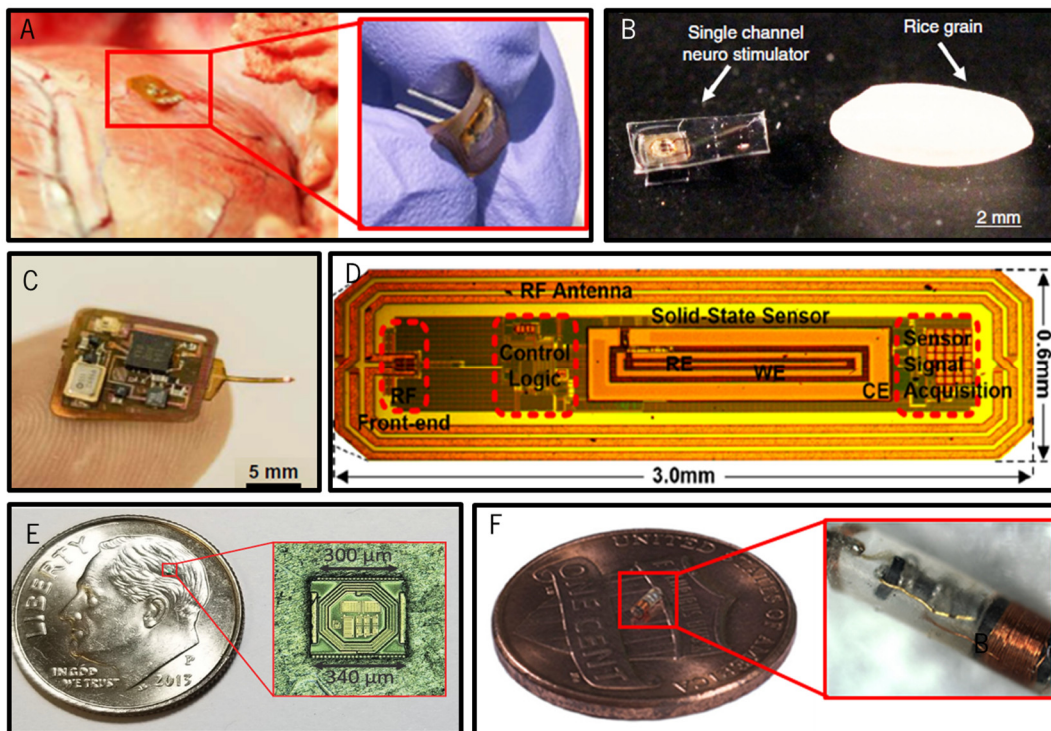 A
B
Single channel
neuro stimulator
Rice grain
2 mm
C
5 mm
D
RF Antenna
Solid-State Sensor
Control
Logic
RE
WE
CE
Sensor
Signal
Acquisition
RF
Front-end
0.6mm
3.0mm
E
LIBERTY
IN GOD
WE TRUST
P
2015
300 µm
340 µm
F
UNITED
OF AMERICA
ONE CENT
B